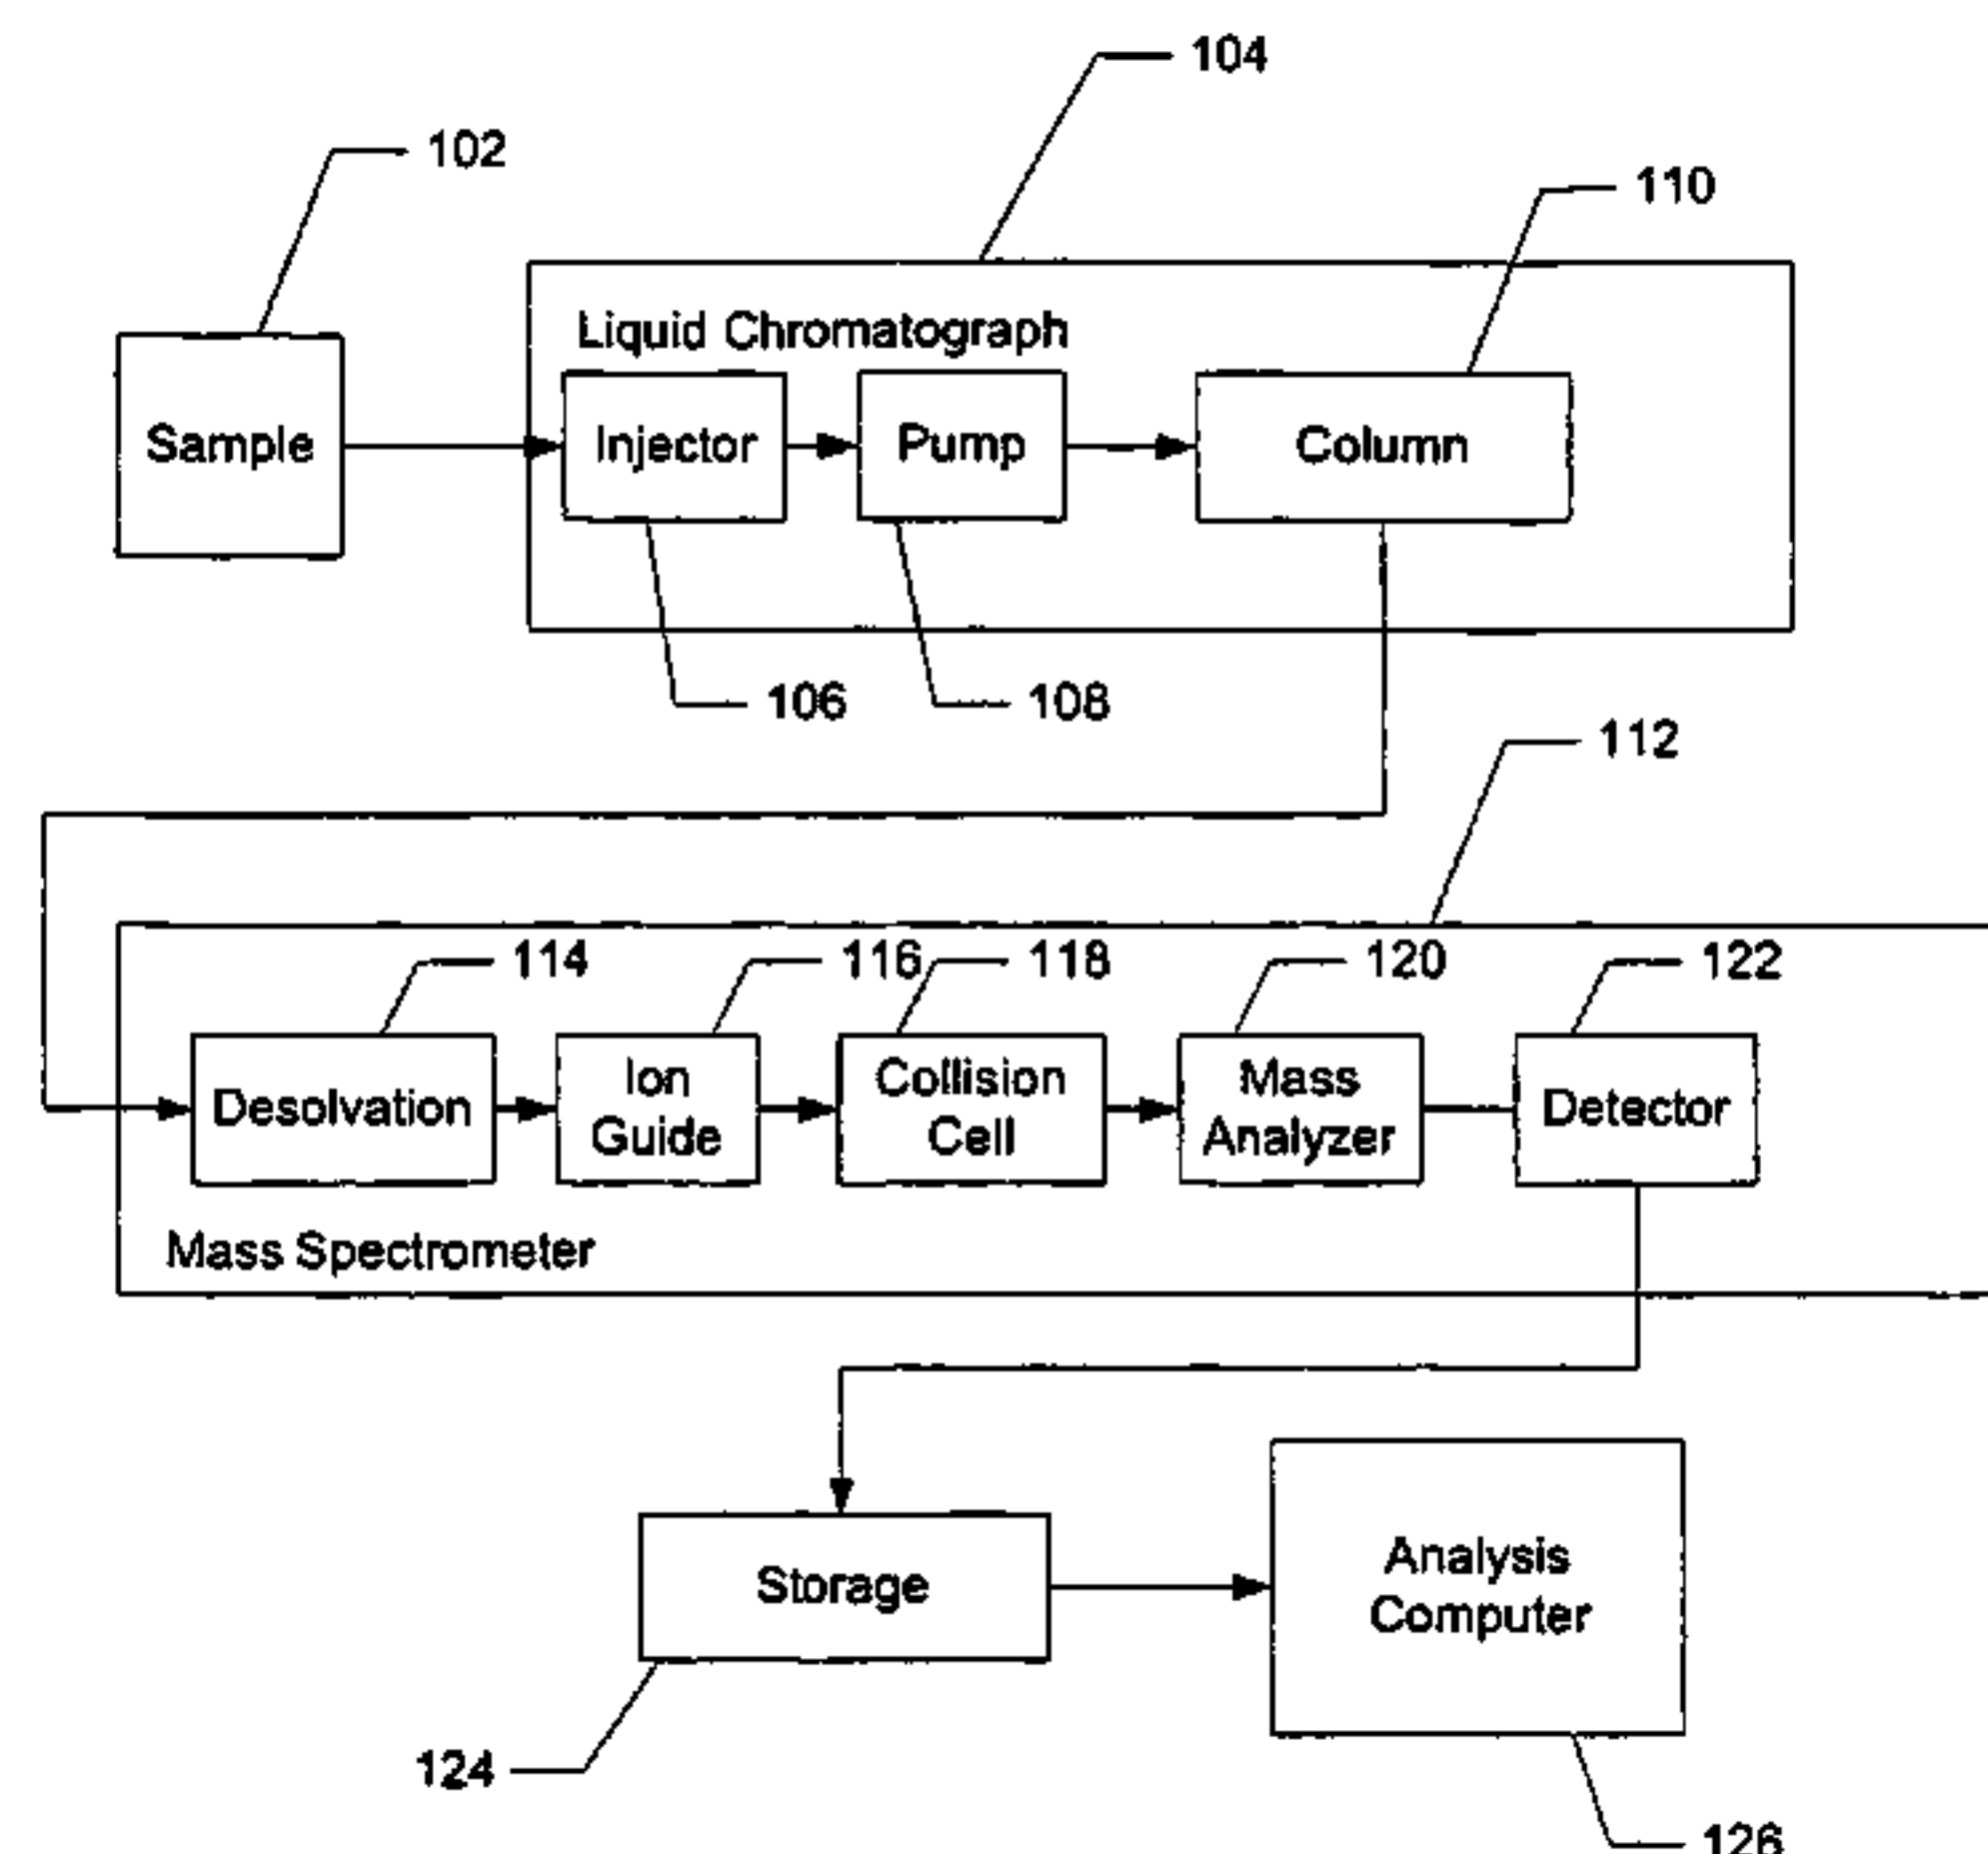 104
102
110
Liquid Chromatograph
Sample
Injector
Pump
Column
106
108
112
114
116
118
120
122
Desolvation
Ion
Guide
Collision
Cell
Mass
Analyzer
Detector
Mass Spectrometer
Storage
Analysis
Computer
124
126